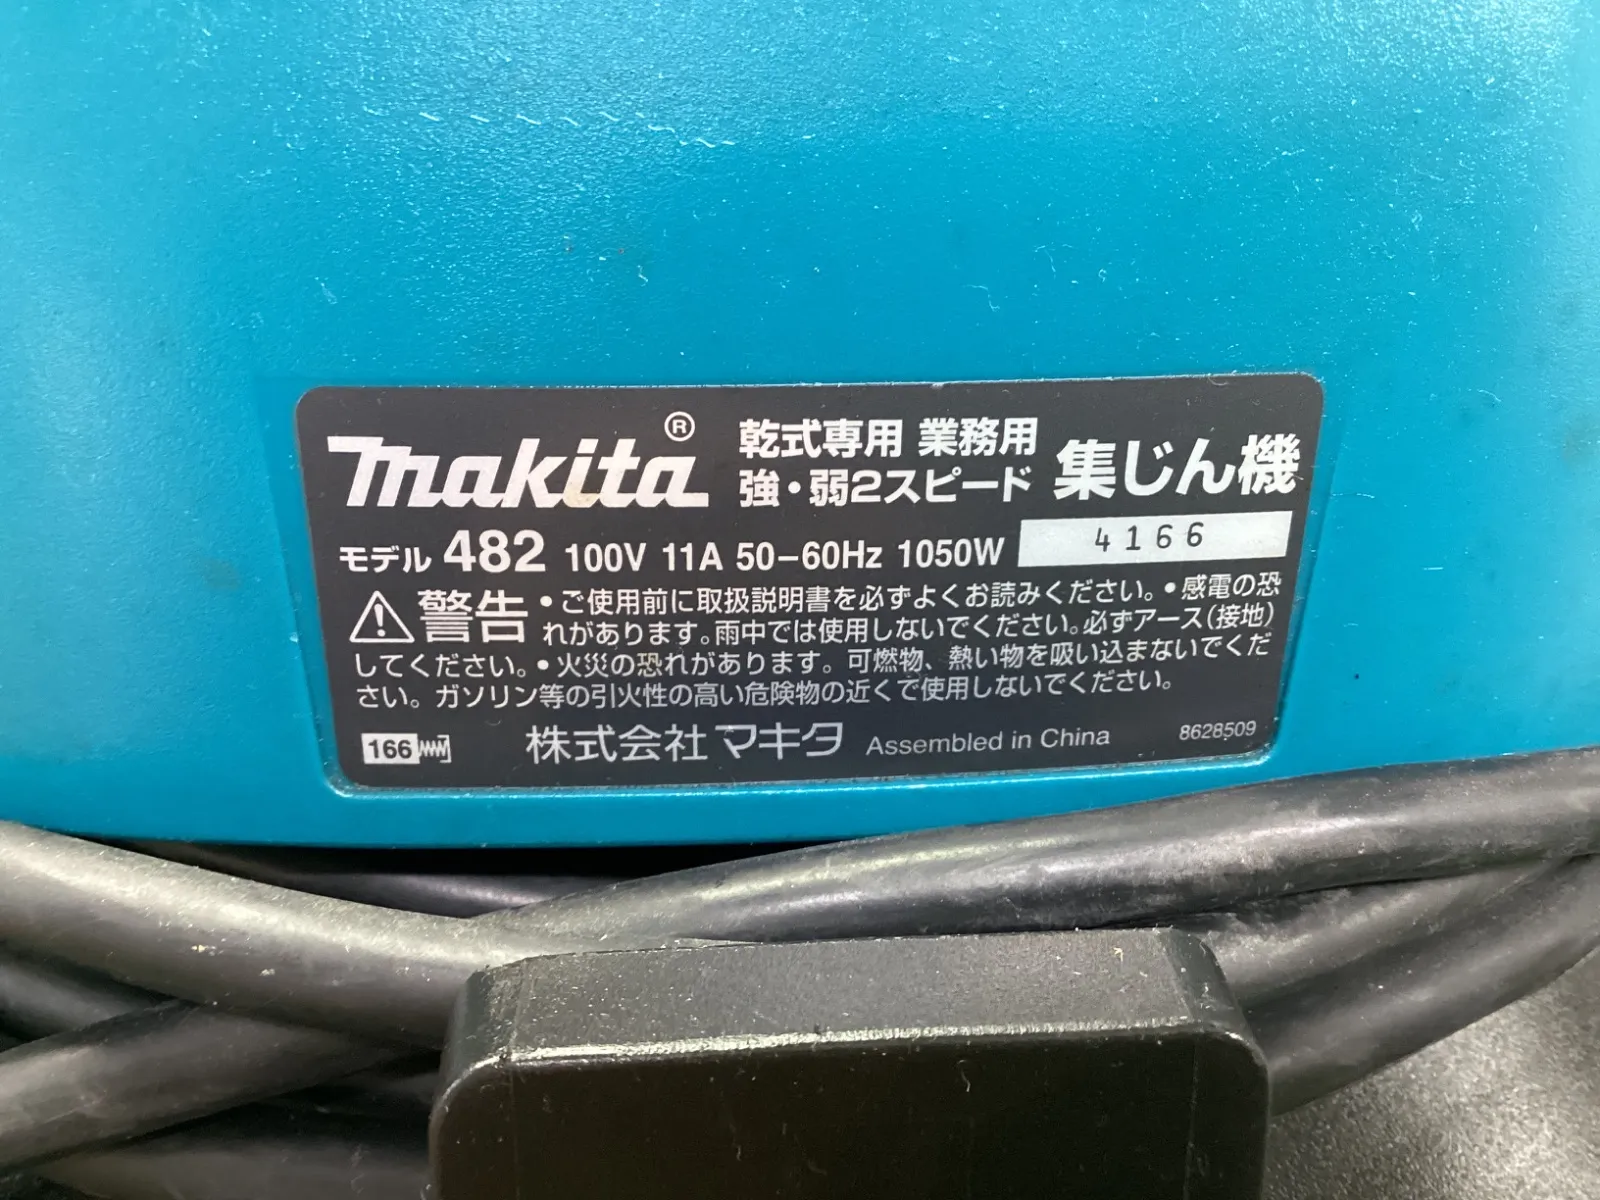 makita®
乾式専用 業務用
強・弱2スピード 集じん機
モデル 482 100V 11A 50−60Hz 1050W 4166
警告 •ご使用前に取扱説明書を必ずよくお読みください。•感電の恐
れがあります。雨中では使用しないでください。必ずアース(接地)
してください。•火災の恐れがあります。可燃物、熱い物を吸い込まないでくだ
さい。ガソリン等の引火性の高い危険物の近くで使用しないでください。
166 株式会社 マキタ Assembled in China 8628509